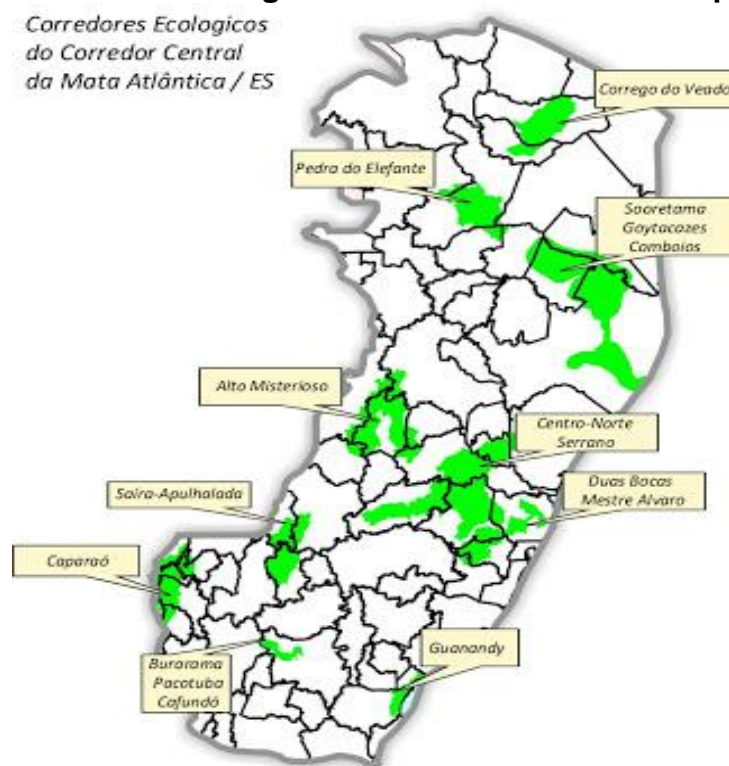 Corredores Ecologicos
do Corredor Central
da Mata Atlântica / ES
Corrego do Veado
Pedra do Elefante
Sooretama
Goytacazes
Comboios
Alto Misterioso
Centro-Norte
Serrano
Duas Bocas
Mestre Alvaro
Saíra-Apulhalada
Caparaó
Burarama
Pacotuba
Cafundó
Guanandy